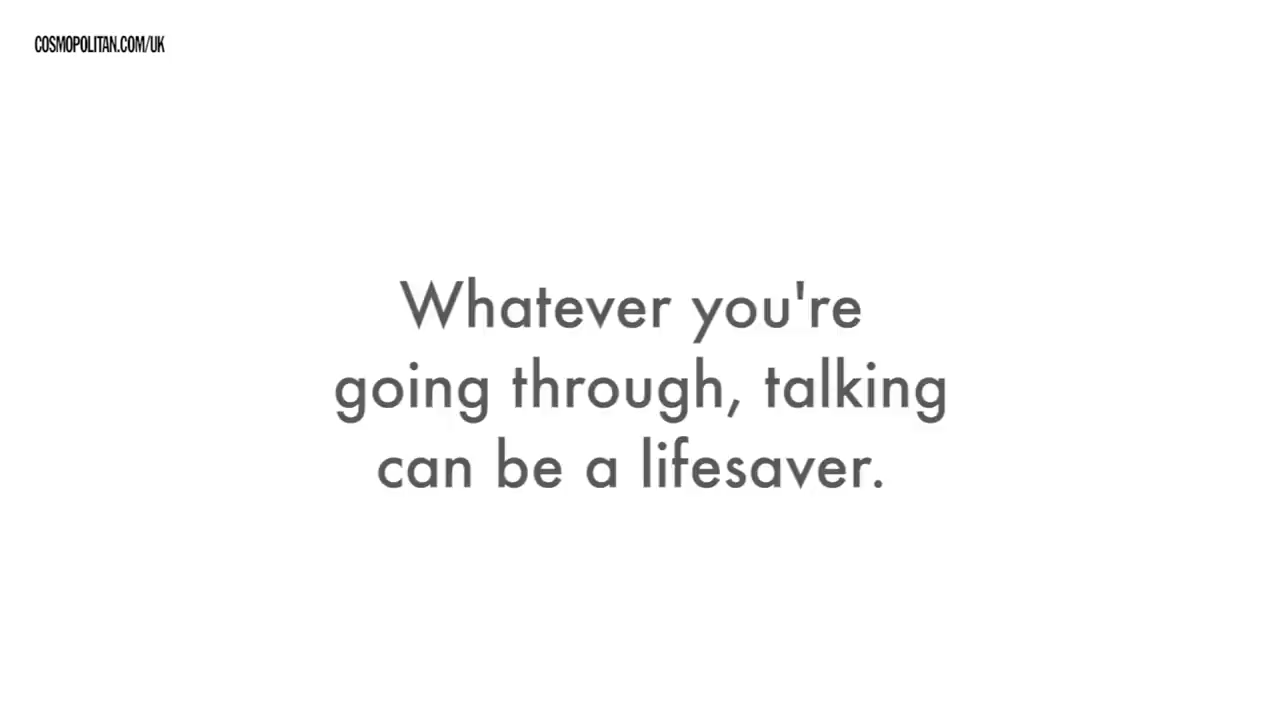 COSMOPOLITAN.COM/UK
Whatever you're
going through, talking
can be a lifesaver.